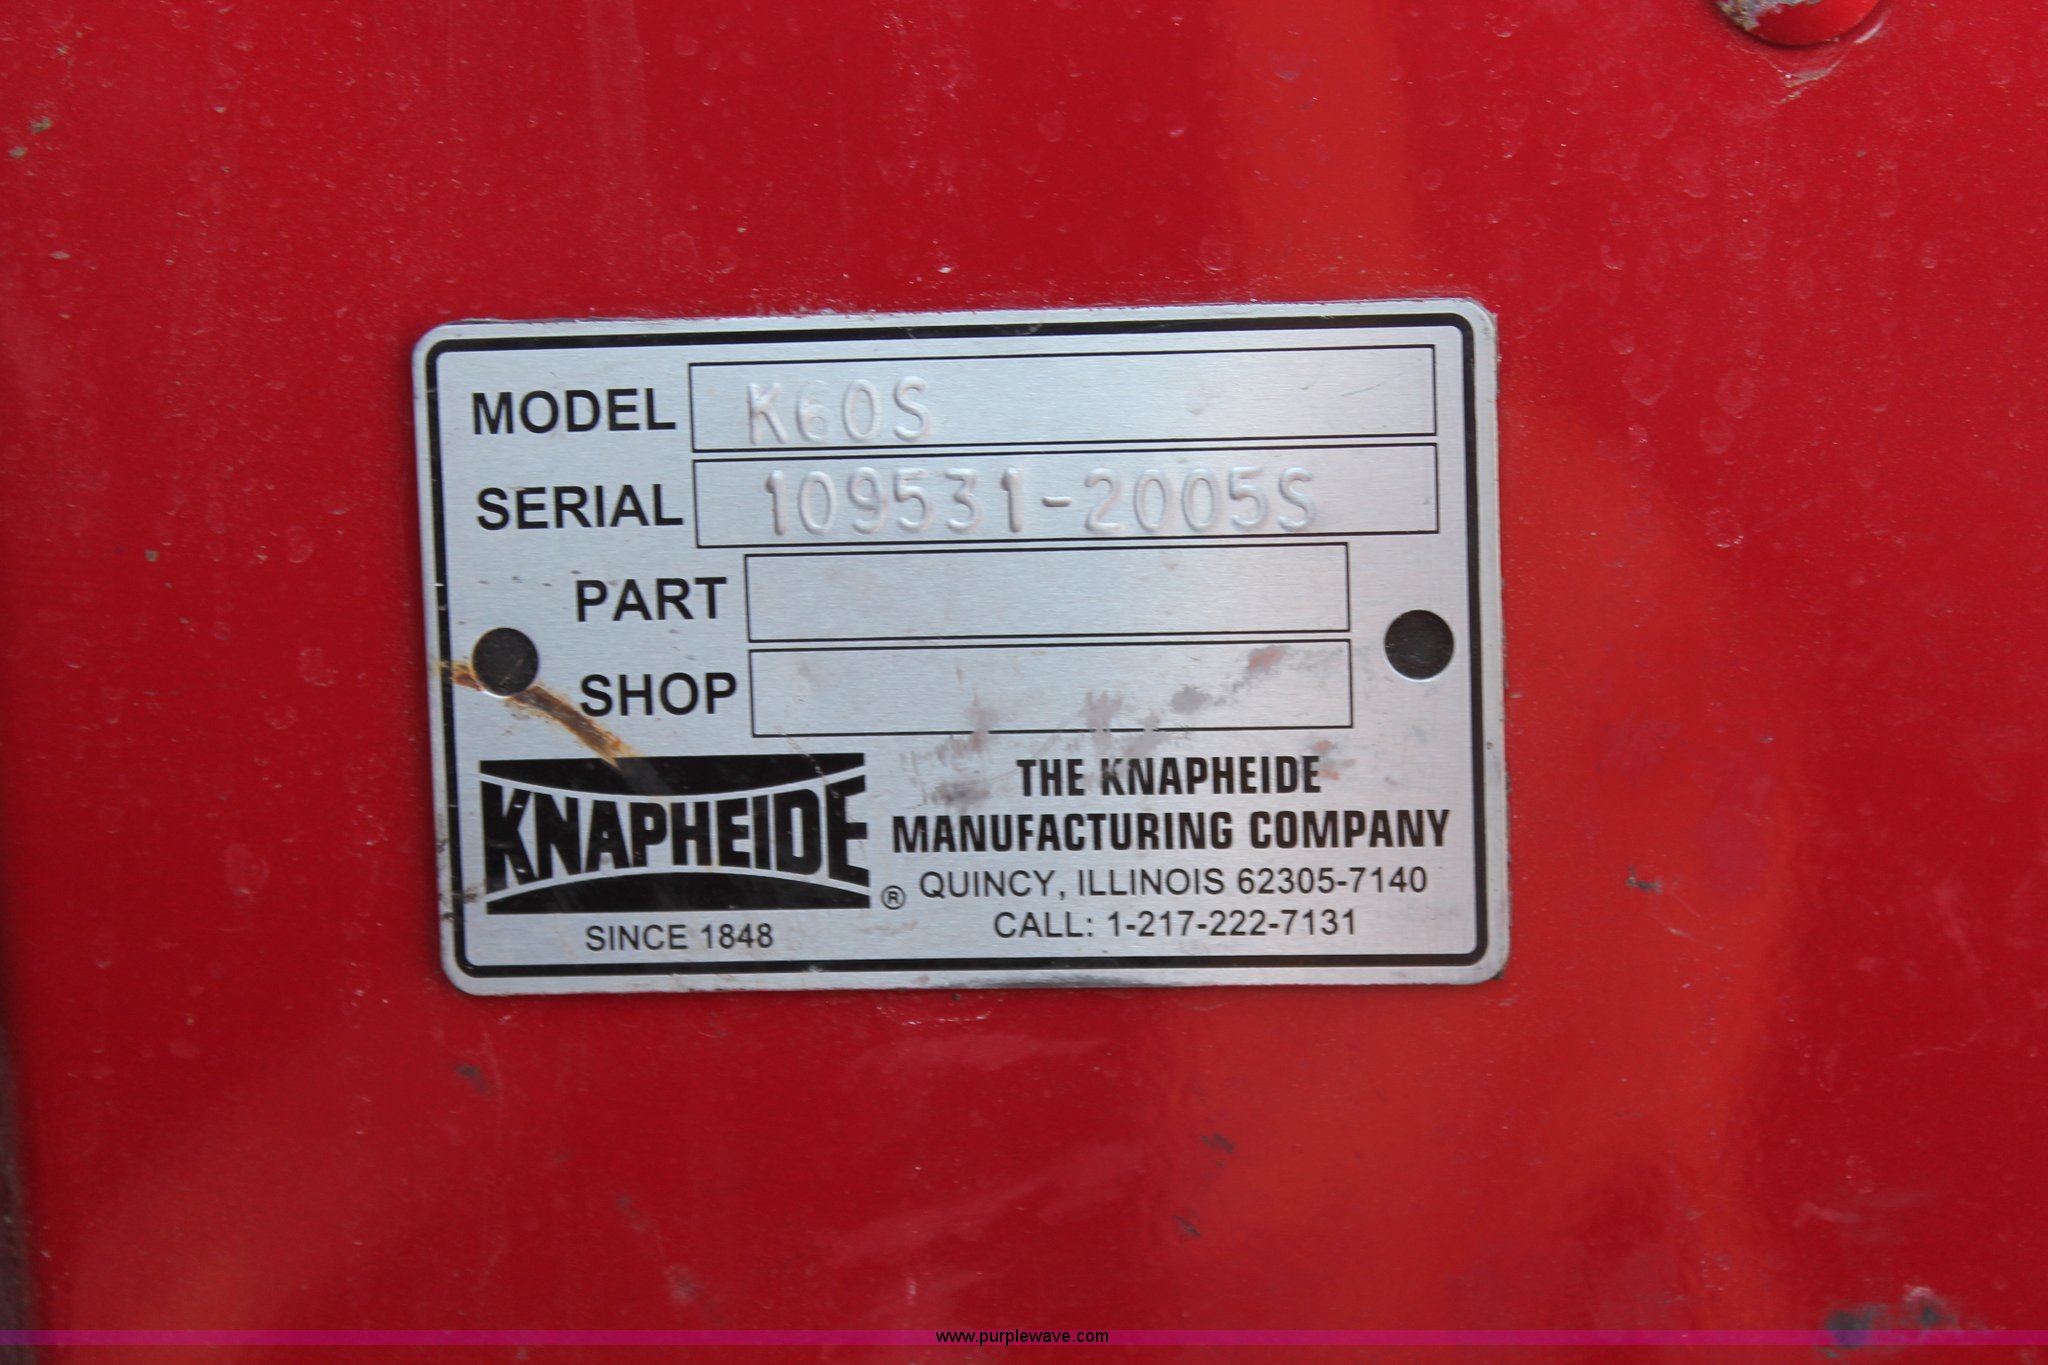 MODEL K60S
SERIAL 109531-2005S
PART
SHOP
KNAPHEIDE ®
SINCE 1848
THE KNAPHEIDE
MANUFACTURING COMPANY
QUINCY, ILLINOIS 62305-7140
CALL: 1-217-222-7131
www.purplewave.com